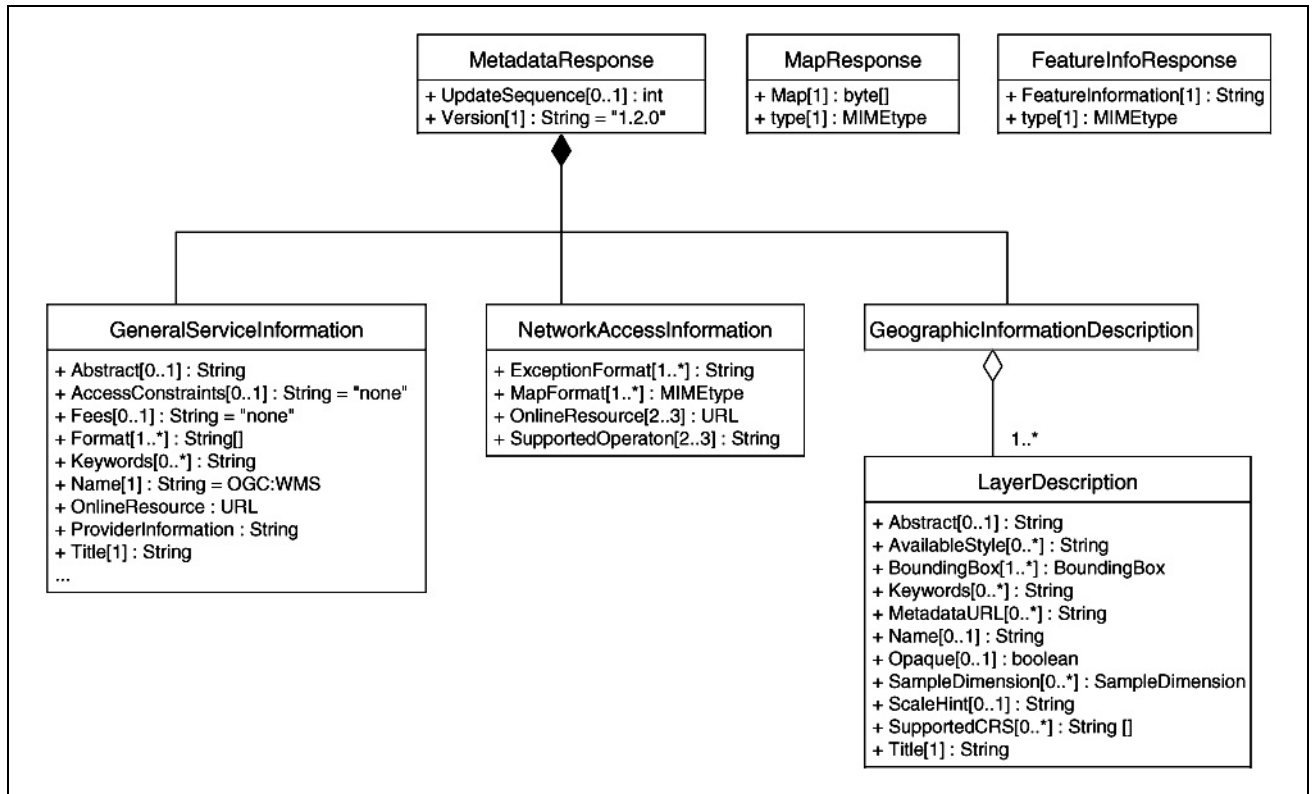 MetadataResponse
+ UpdateSequence[0..1] : int
+ Version[1] : String = "1.2.0"
MapResponse
+ Map[1] : byte[]
+ type[1] : MIMEtype
FeatureInfoResponse
+ FeatureInformation[1] : String
+ type[1] : MIMEtype
GeneralServiceInformation
+ Abstract[0..1] : String
+ AccessConstraints[0..1] : String = "none"
+ Fees[0..1] : String = "none"
+ Format[1..*] : String[]
+ Keywords[0..*] : String
+ Name[1] : String = OGC:WMS
+ OnlineResource : URL
+ ProviderInformation : String
+ Title[1] : String
...
NetworkAccessInformation
+ ExceptionFormat[1..*] : String
+ MapFormat[1..*] : MIMEtype
+ OnlineResource[2..3] : URL
+ SupportedOperaton[2..3] : String
GeographicInformationDescription
1..*
LayerDescription
+ Abstract[0..1] : String
+ AvailableStyle[0..*] : String
+ BoundingBox[1..*] : BoundingBox
+ Keywords[0..*] : String
+ MetadataURL[0..*] : String
+ Name[0..1] : String
+ Opaque[0..1] : boolean
+ SampleDimension[0..*] : SampleDimension
+ ScaleHint[0..1] : String
+ SupportedCRS[0..*] : String []
+ Title[1] : String